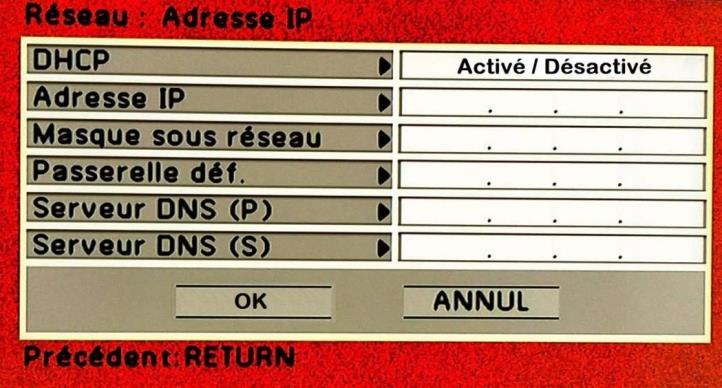 Réseau : Adresse IP
DHCP Activé / Désactivé
Adresse IP . . .
Masque sous réseau . . .
Passerelle déf. . . .
Serveur DNS (P) . . .
Serveur DNS (S) . . .
OK ANNUL
Précédent:RETURN